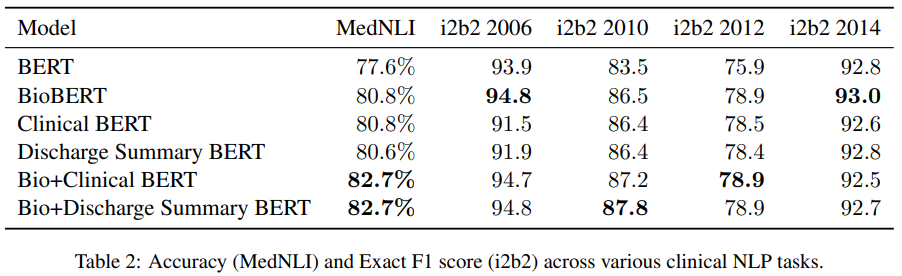 Model MedNLI i2b2 2006 i2b2 2010 i2b2 2012 i2b2 2014
BERT 77.6% 93.9 83.5 75.9 92.8
BioBERT 80.8% 94.8 86.5 78.9 93.0
Clinical BERT 80.8% 91.5 86.4 78.5 92.6
Discharge Summary BERT 80.6% 91.9 86.4 78.4 92.8
Bio+Clinical BERT 82.7% 94.7 87.2 78.9 92.5
Bio+Discharge Summary BERT 82.7% 94.8 87.8 78.9 92.7
Table 2: Accuracy (MedNLI) and Exact F1 score (i2b2) across various clinical NLP tasks.